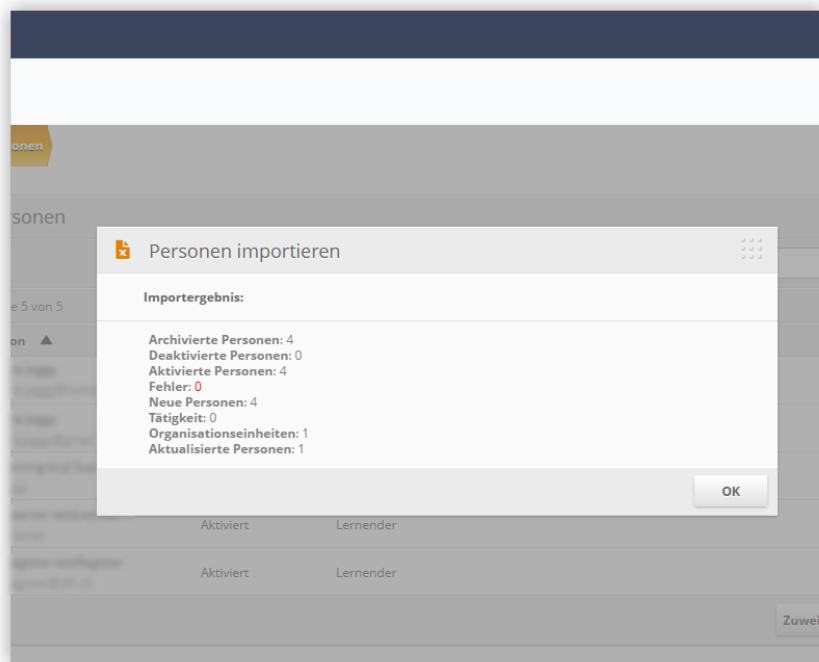 onen
rsonen
Personen importieren
Importergebnis:
e 5 von 5
on
Archivierte Personen: 4
Deaktivierte Personen: 0
Aktivierte Personen: 4
Fehler: 0
Neue Personen: 4
Tätigkeit: 0
Organisationseinheiten: 1
Aktualisierte Personen: 1
OK
Aktiviert Lernender
Aktiviert Lernender
Zuwei